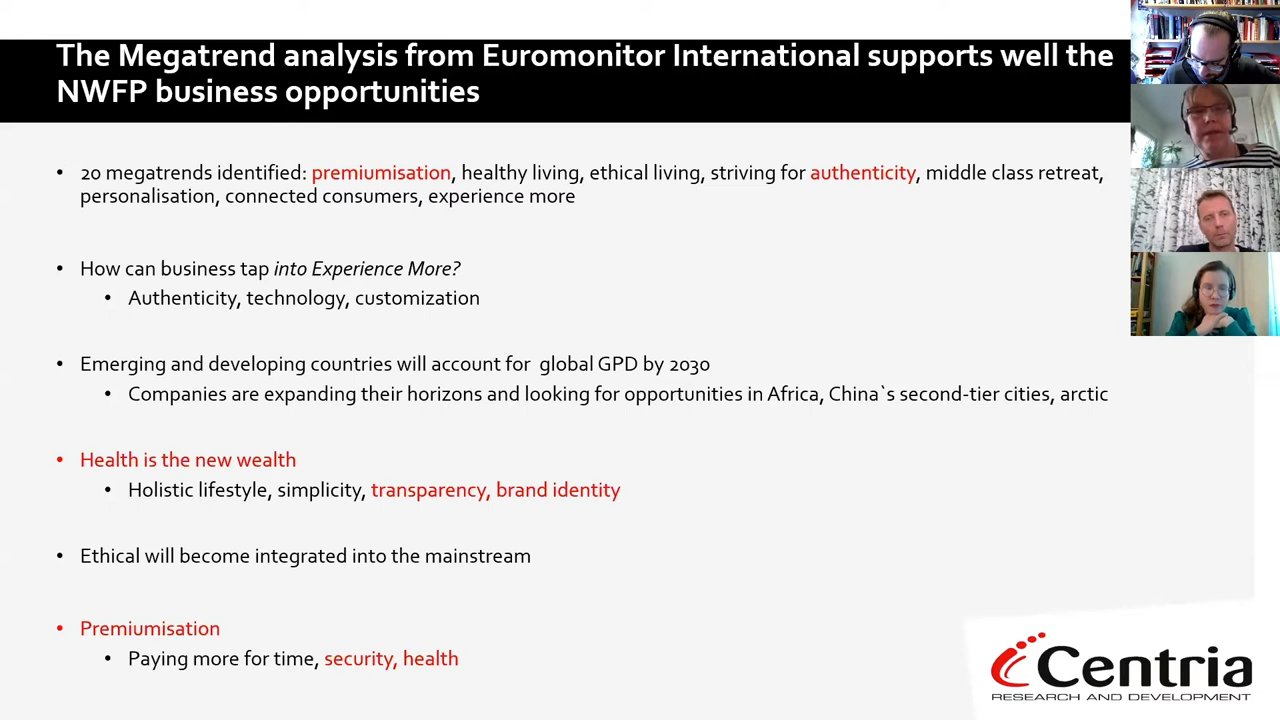 The Megatrend analysis from Euromonitor International supports well the
NWFP business opportunities
• 20 megatrends identified: premiumisation, healthy living, ethical living, striving for authenticity, middle class retreat,
personalisation, connected consumers, experience more
• How can business tap into Experience More?
• Authenticity, technology, customization
• Emerging and developing countries will account for  global GPD by 2030
• Companies are expanding their horizons and looking for opportunities in Africa, China`s second-tier cities, arctic
• Health is the new wealth
• Holistic lifestyle, simplicity, transparency, brand identity
• Ethical will become integrated into the mainstream
• Premiumisation
• Paying more for time, security, health
Centria
RESEARCH AND DEVELOPMENT